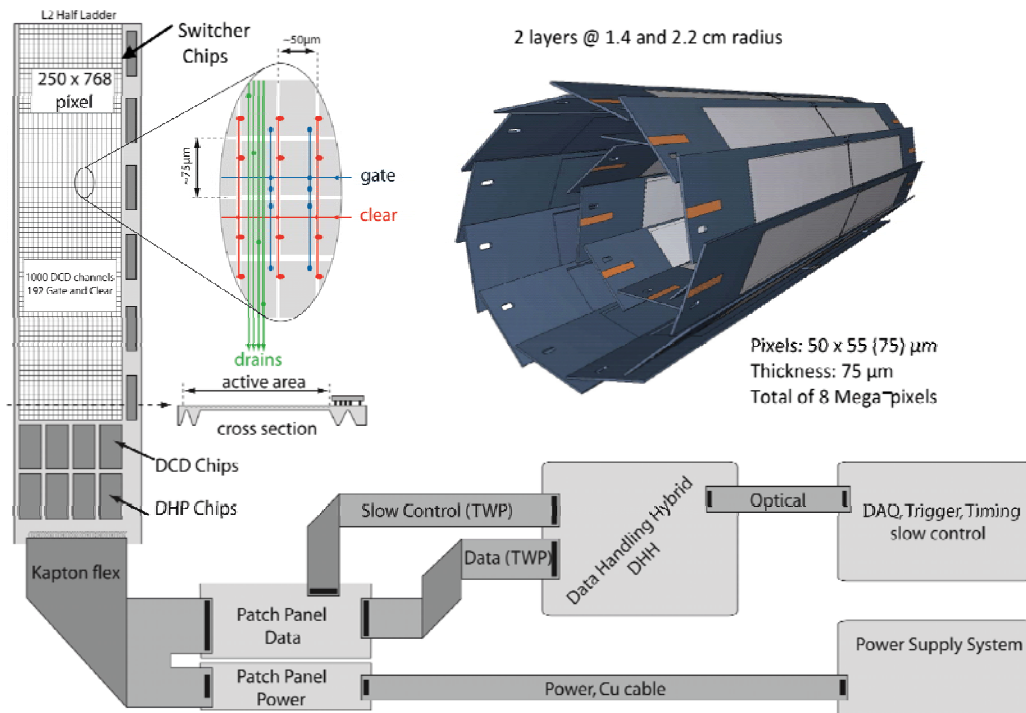 L2 Half Ladder
Switcher
Chips
250 x 768
pixel
1000 DCD channels
192 Gate and Clear
~50μm
~75μm
gate
clear
drains
active area
cross section
DCD Chips
DHP Chips
2 layers @ 1.4 and 2.2 cm radius
Pixels: 50 x 55 (75) μm
Thickness: 75 μm
Total of 8 Mega-pixels
Kapton flex
Slow Control (TWP)
Data (TWP)
Patch Panel
Data
Patch Panel
Power
Data Handling Hybrid
DHH
Optical
DAQ, Trigger, Timing
slow control
Power Supply System
Power, Cu cable